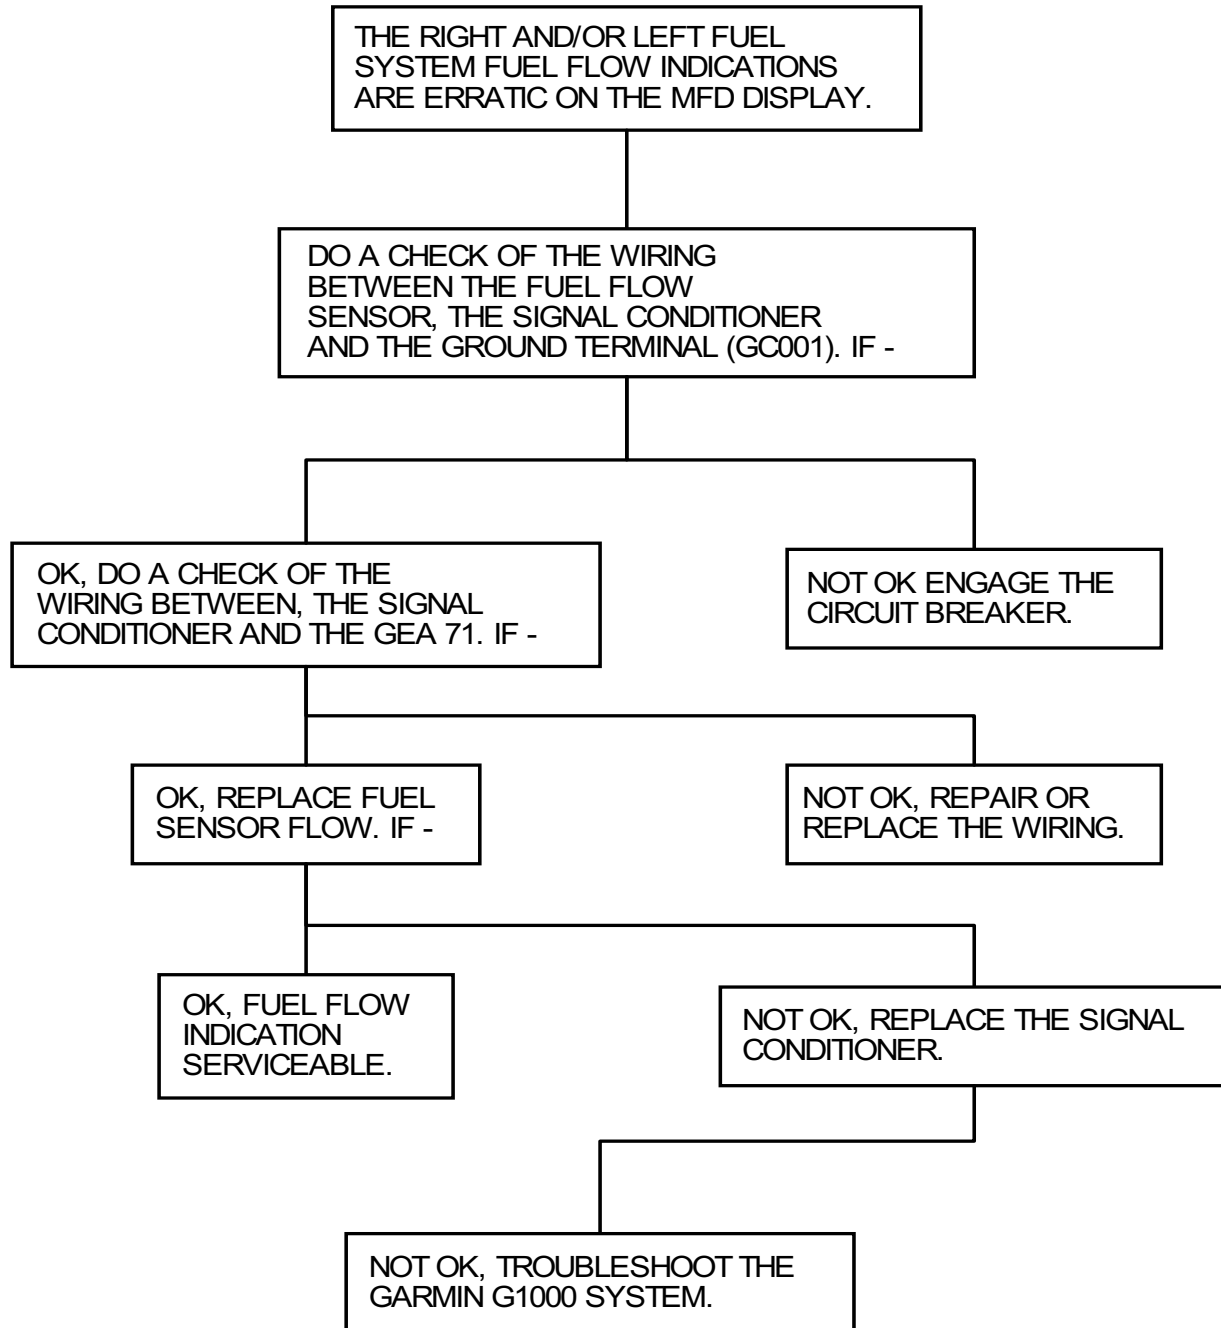 THE RIGHT AND/OR LEFT FUEL
SYSTEM FUEL FLOW INDICATIONS
ARE ERRATIC ON THE MFD DISPLAY.
DO A CHECK OF THE WIRING
BETWEEN THE FUEL FLOW
SENSOR, THE SIGNAL CONDITIONER
AND THE GROUND TERMINAL (GC001). IF -
OK, DO A CHECK OF THE
WIRING BETWEEN, THE SIGNAL
CONDITIONER AND THE GEA 71. IF -
NOT OK ENGAGE THE
CIRCUIT BREAKER.
OK, REPLACE FUEL
SENSOR FLOW. IF -
NOT OK, REPAIR OR
REPLACE THE WIRING.
OK, FUEL FLOW
INDICATION
SERVICEABLE.
NOT OK, REPLACE THE SIGNAL
CONDITIONER.
NOT OK, TROUBLESHOOT THE
GARMIN G1000 SYSTEM.